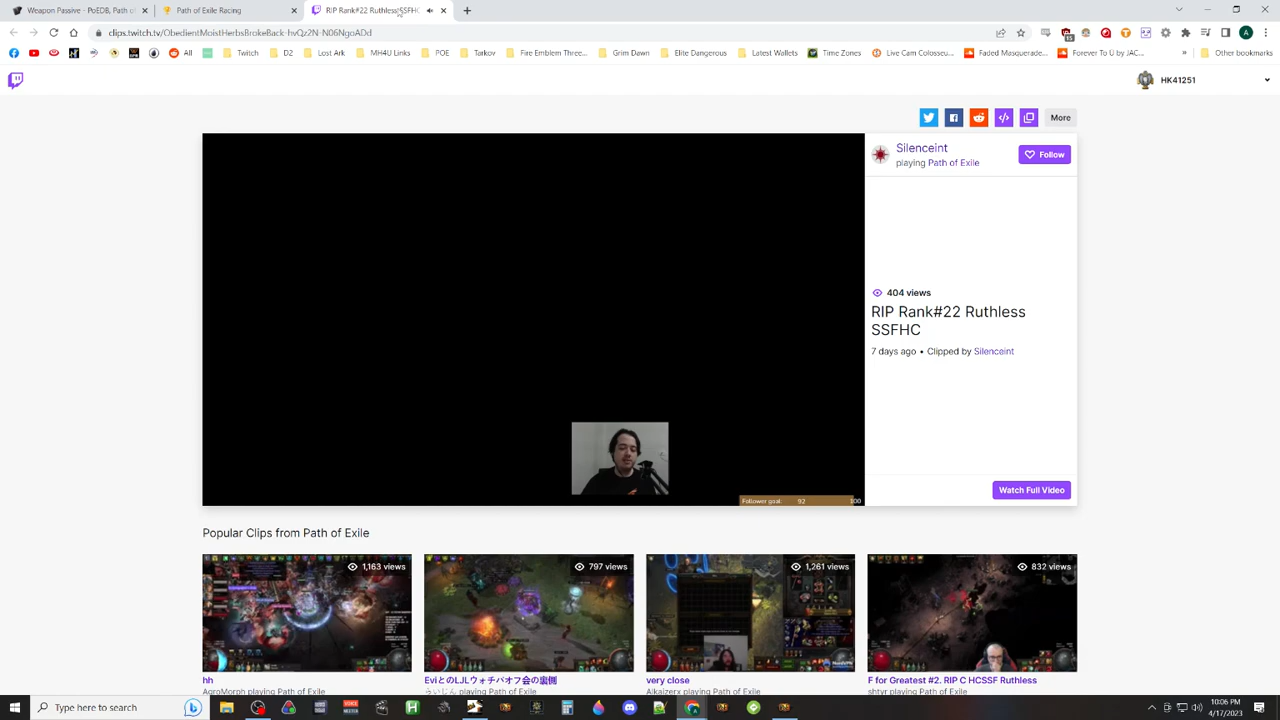 Weapon Passive - PoEDB, Path of
Path of Exile Racing
RIP Rank#22 Ruthless SSFHC
clips.twitch.tv/ObedientMoistHerbsBrokeBack-hvQz2N-N06NgoADd
All
Twitch
D2
Lost Ark
MH4U Links
POE
Tarkov
Fire Emblem Three...
Grim Dawn
Elite Dangerous
Latest Wallets
Time Zones
Live Cam Colosseu...
Faded Masquerade...
Forever To U by JAC...
Other bookmarks
HK41251
More
Silenceint
playing Path of Exile
Follow
404 views
RIP Rank#22 Ruthless
SSFHC
7 days ago • Clipped by Silenceint
Follower goal: 92 100
Watch Full Video
Popular Clips from Path of Exile
1,163 views
797 views
1,261 views
832 views
hh
AgroMorph playing Path of Exile
EviとのLJLウォチパオフ会の裏側
らいじん playing Path of Exile
very close
Alkaizerx playing Path of Exile
F for Greatest #2. RIP C HCSSF Ruthless
shtyr playing Path of Exile
Type here to search
10:06 PM
4/17/2023